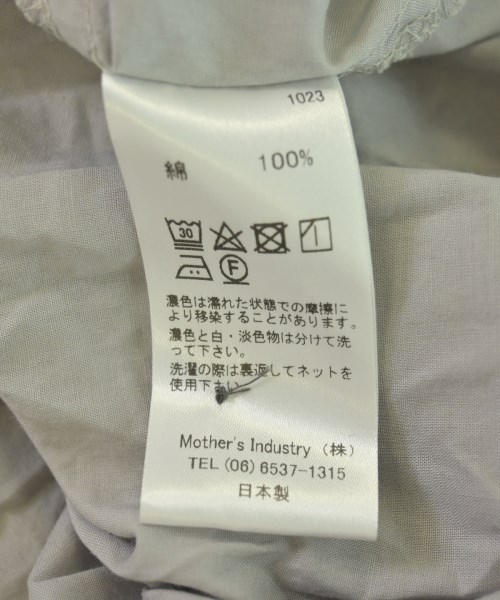 1023
綿 100%
30
F
濃色は濡れた状態での摩擦に
より移染することがあります。
濃色と白・淡色物は分けて洗
って下さい。
洗濯の際は裏返してネットを
使用下さい。
Mother's Industry (株)
TEL (06) 6537-1315
日本製